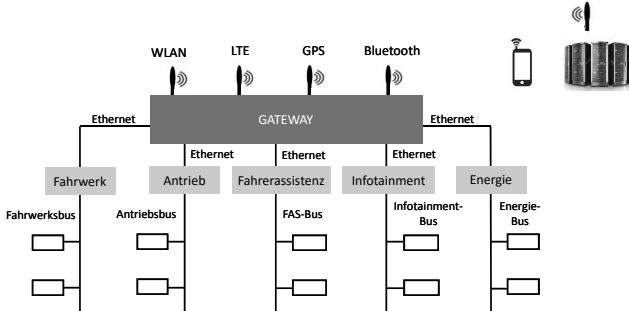 WLAN
LTE
GPS
Bluetooth
Ethernet
GATEWAY
Ethernet
Ethernet
Ethernet
Ethernet
Fahrwerk
Antrieb
Fahrerassistenz
Infotainment
Energie
Fahrwerksbus
Antriebsbus
FAS-Bus
Infotainment-
Bus
Energie-
Bus